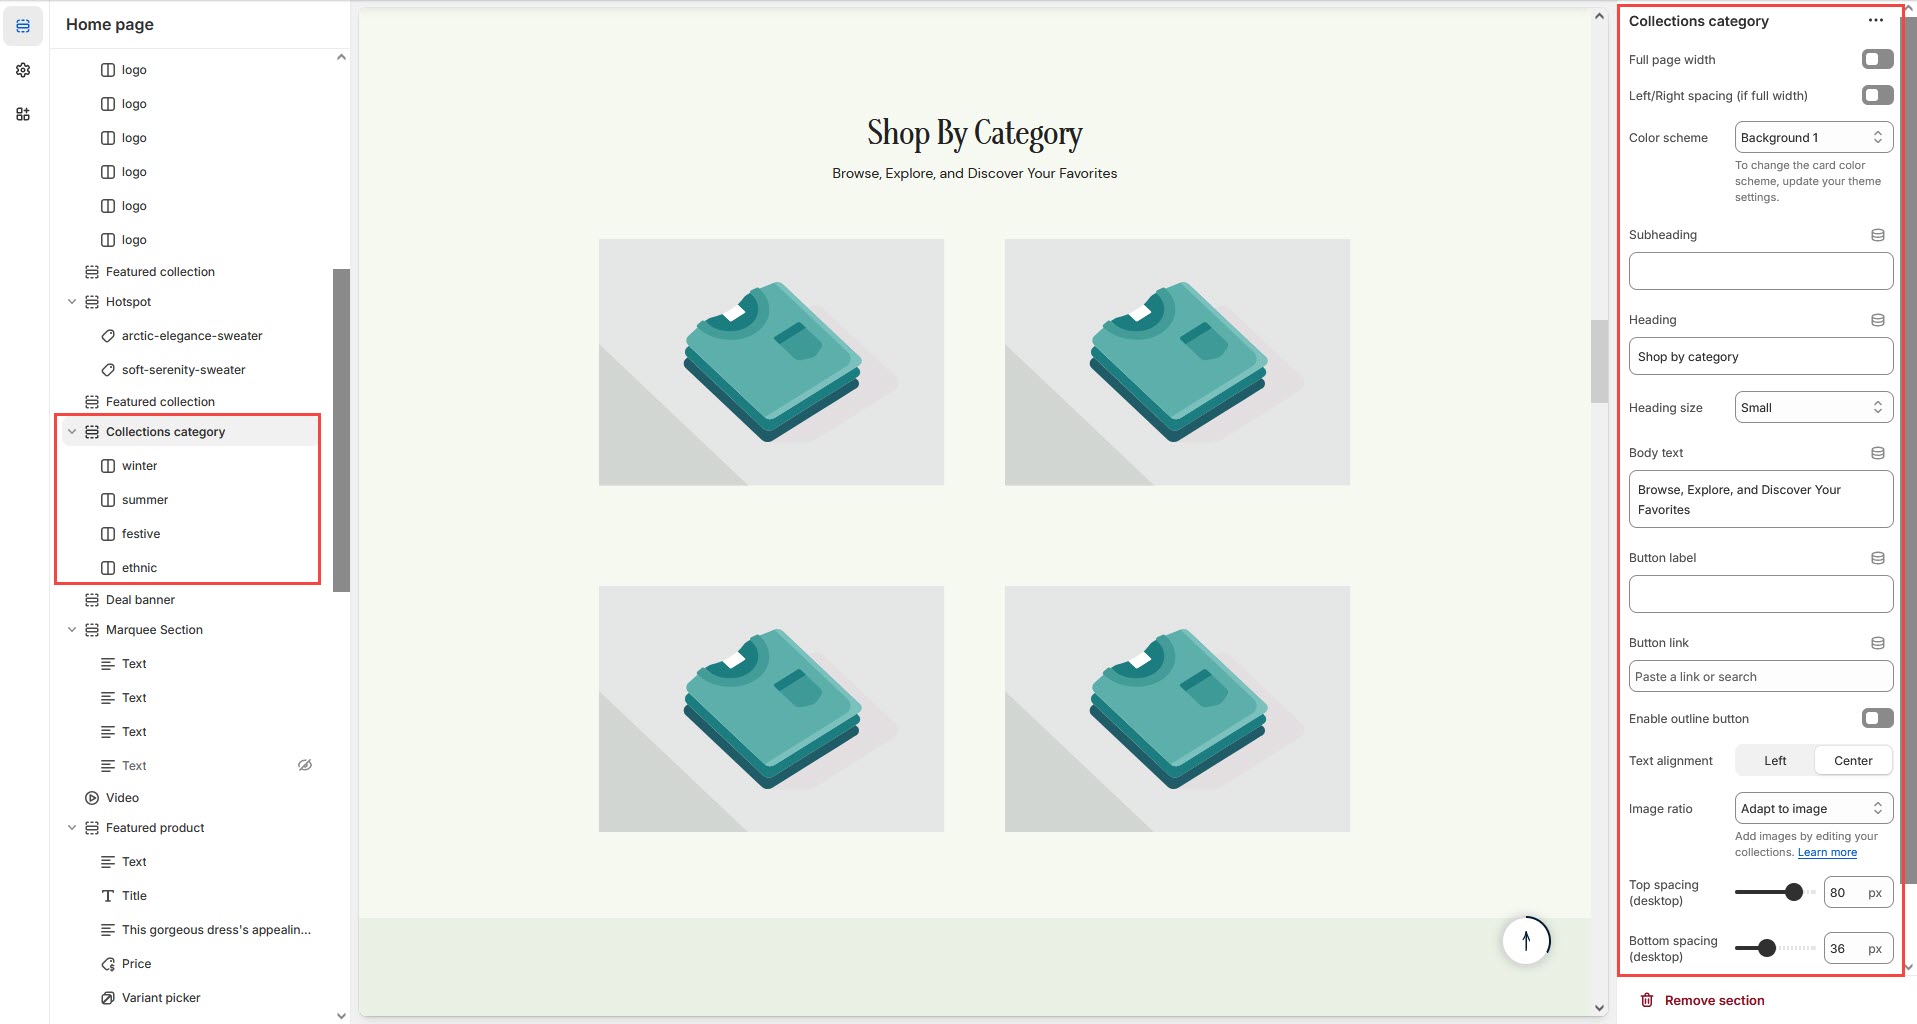 Home page
logo
logo
logo
logo
logo
logo
Featured collection
Hotspot
arctic-elegance-sweater
soft-serenity-sweater
Featured collection
Collections category
winter
summer
festive
ethnic
Deal banner
Marquee Section
Text
Text
Text
Text
Video
Featured product
Text
Title
This gorgeous dress's appealin...
Price
Variant picker
Shop By Category
Browse, Explore, and Discover Your Favorites
Collections category
Full page width
Left/Right spacing (if full width)
Color scheme
Background 1
To change the card color
scheme, update your theme
settings.
Subheading
Heading
Shop by category
Heading size
Small
Body text
Browse, Explore, and Discover Your
Favorites
Button label
Button link
Paste a link or search
Enable outline button
Text alignment
Left
Center
Image ratio
Adapt to image
Add images by editing your
collections. Learn more
Top spacing
(desktop)
80 px
Bottom spacing
(desktop)
36 px
Remove section